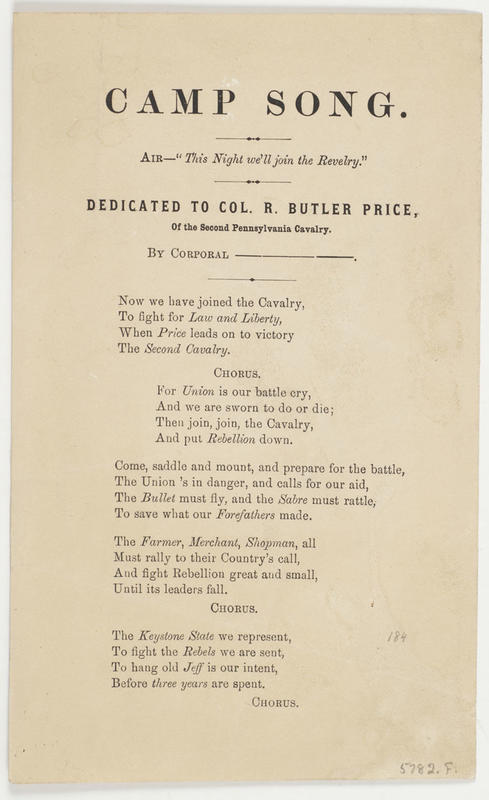 CAMP SONG.
AIR—"This Night we'll join the Revelry."
DEDICATED TO COL. R. BUTLER PRICE,
Of the Second Pennsylvania Cavalry.
BY CORPORAL ————.
Now we have joined the Cavalry,
To fight for Law and Liberty,
When Price leads on to victory
The Second Cavalry.
CHORUS.
For Union is our battle cry,
And we are sworn to do or die;
Then join, join, the Cavalry,
And put Rebellion down.
Come, saddle and mount, and prepare for the battle,
The Union 's in danger, and calls for our aid,
The Bullet must fly, and the Sabre must rattle,
To save what our Forefathers made.
The Farmer, Merchant, Shopman, all
Must rally to their Country's call,
And fight Rebellion great and small,
Until its leaders fall.
CHORUS.
The Keystone State we represent,
To fight the Rebels we are sent,
To hang old Jeff is our intent,
Before three years are spent.
CHORUS.
184
5782.F.